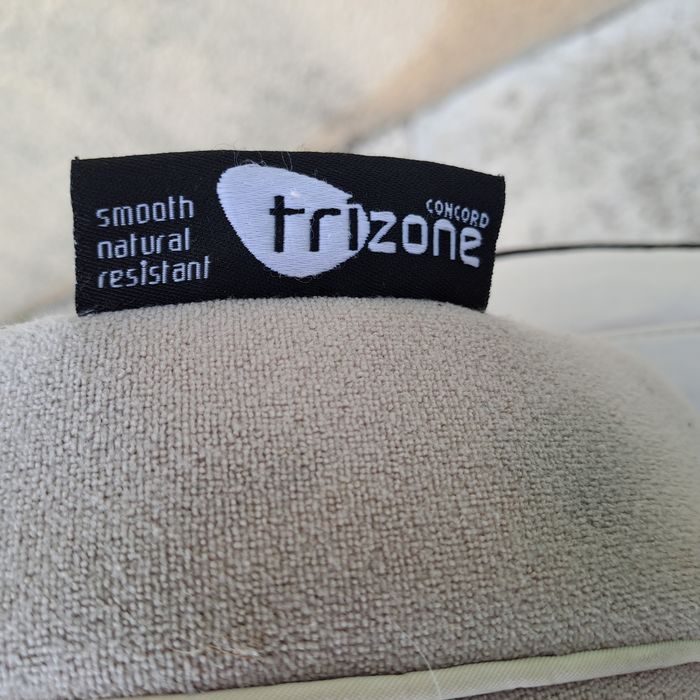 smooth
natural
resistant
trizone
CONCORD